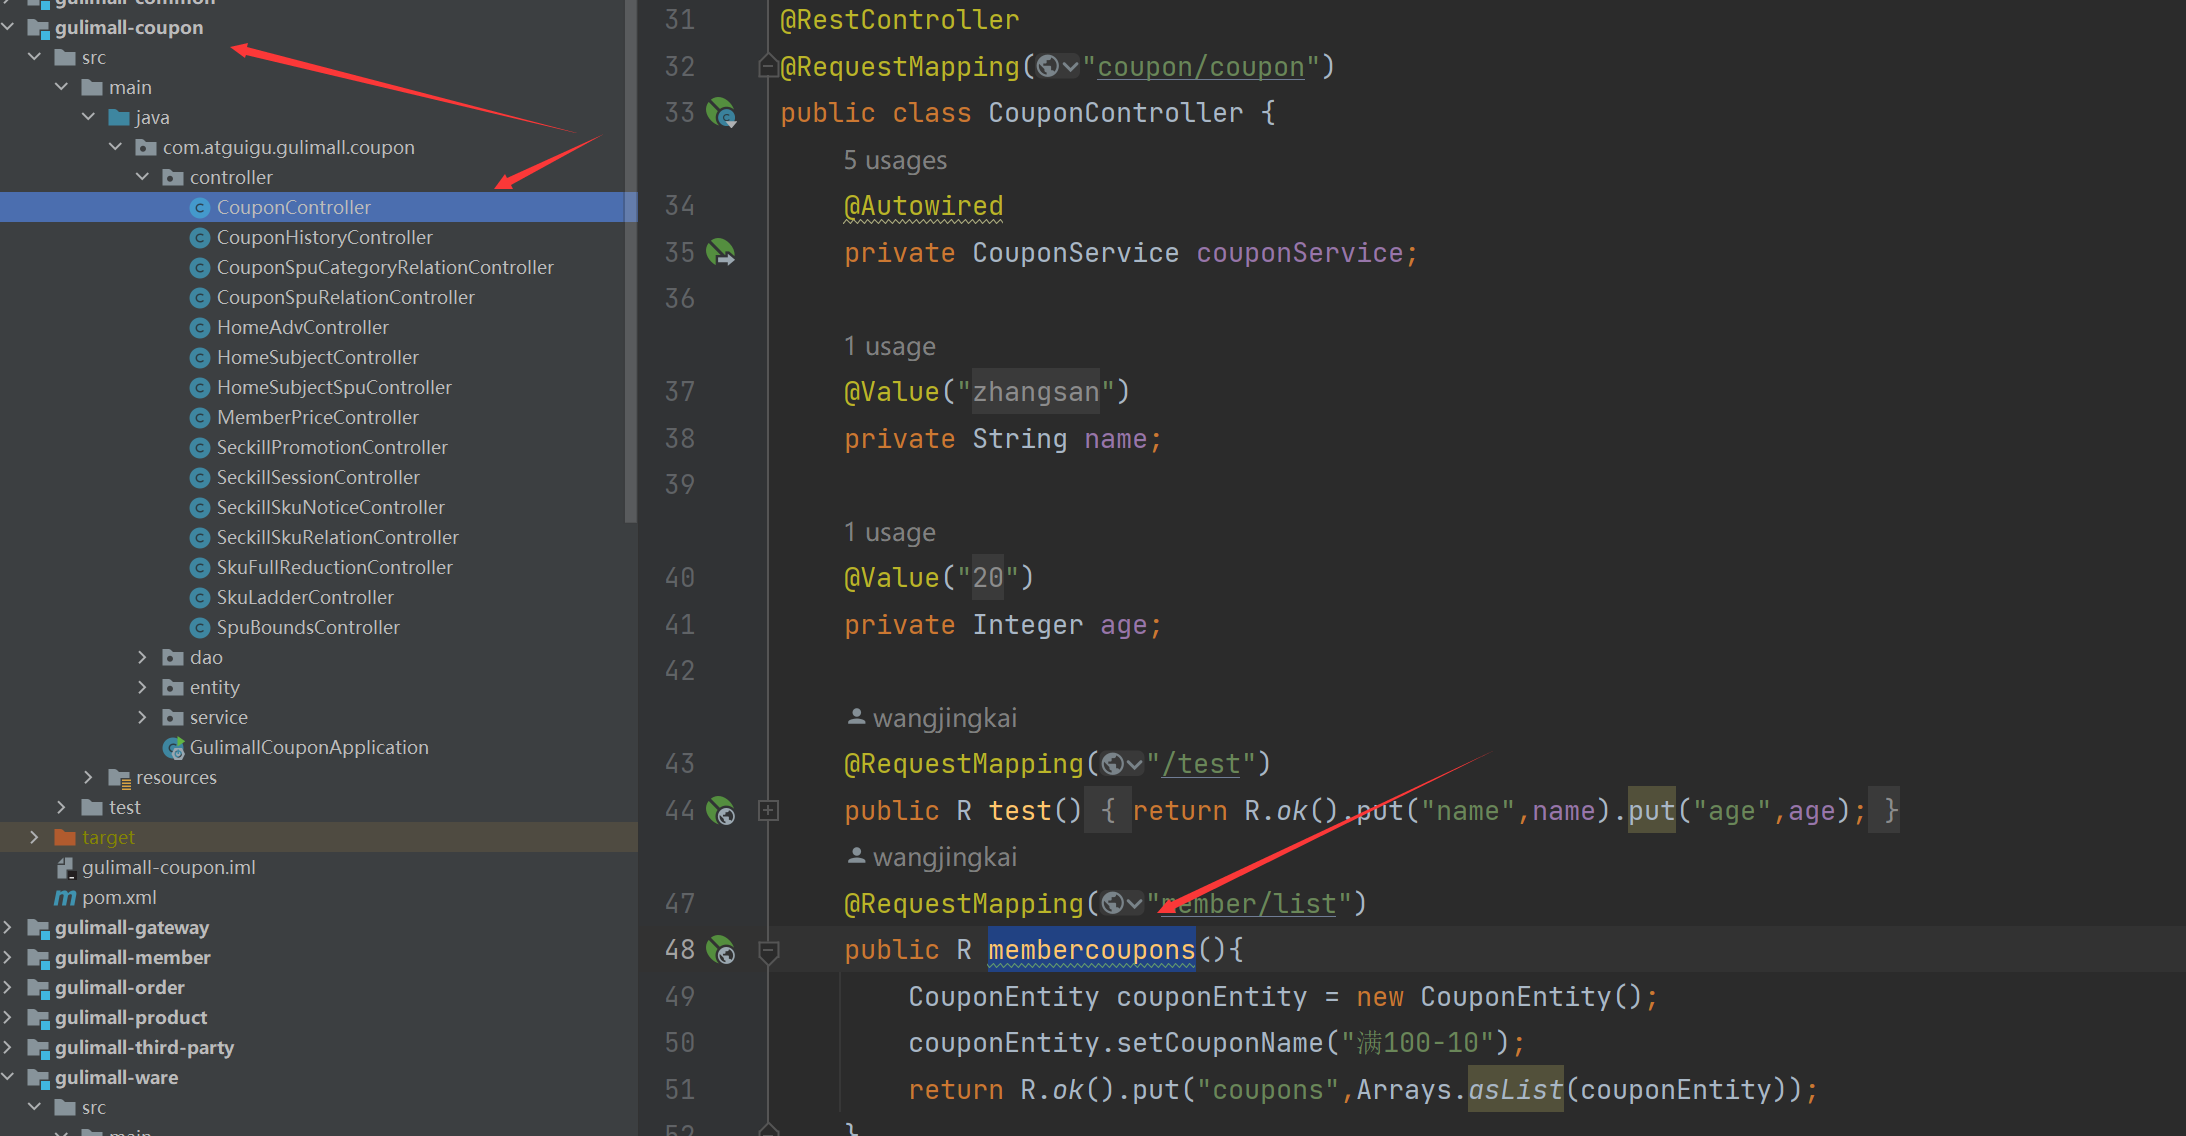 gulimall-common
gulimall-coupon
src
main
java
com.atguigu.gulimall.coupon
controller
CouponController
CouponHistoryController
CouponSpuCategoryRelationController
CouponSpuRelationController
HomeAdvController
HomeSubjectController
HomeSubjectSpuController
MemberPriceController
SeckillPromotionController
SeckillSessionController
SeckillSkuNoticeController
SeckillSkuRelationController
SkuFullReductionController
SkuLadderController
SpuBoundsController
dao
entity
service
GulimallCouponApplication
resources
test
target
gulimall-coupon.iml
pom.xml
gulimall-gateway
gulimall-member
gulimall-order
gulimall-product
gulimall-third-party
gulimall-ware
src
main
31 @RestController
32 @RequestMapping("coupon/coupon")
33 public class CouponController {
5 usages
34 @Autowired
35 private CouponService couponService;
36
1 usage
37 @Value("zhangsan")
38 private String name;
39
1 usage
40 @Value("20")
41 private Integer age;
42
wangjingkai
43 @RequestMapping("/test")
44 public R test() { return R.ok().put("name",name).put("age",age); }
wangjingkai
47 @RequestMapping("member/list")
48 public R membercoupons(){
49 CouponEntity couponEntity = new CouponEntity();
50 couponEntity.setCouponName("满100-10");
51 return R.ok().put("coupons",Arrays.asList(couponEntity));
52 }